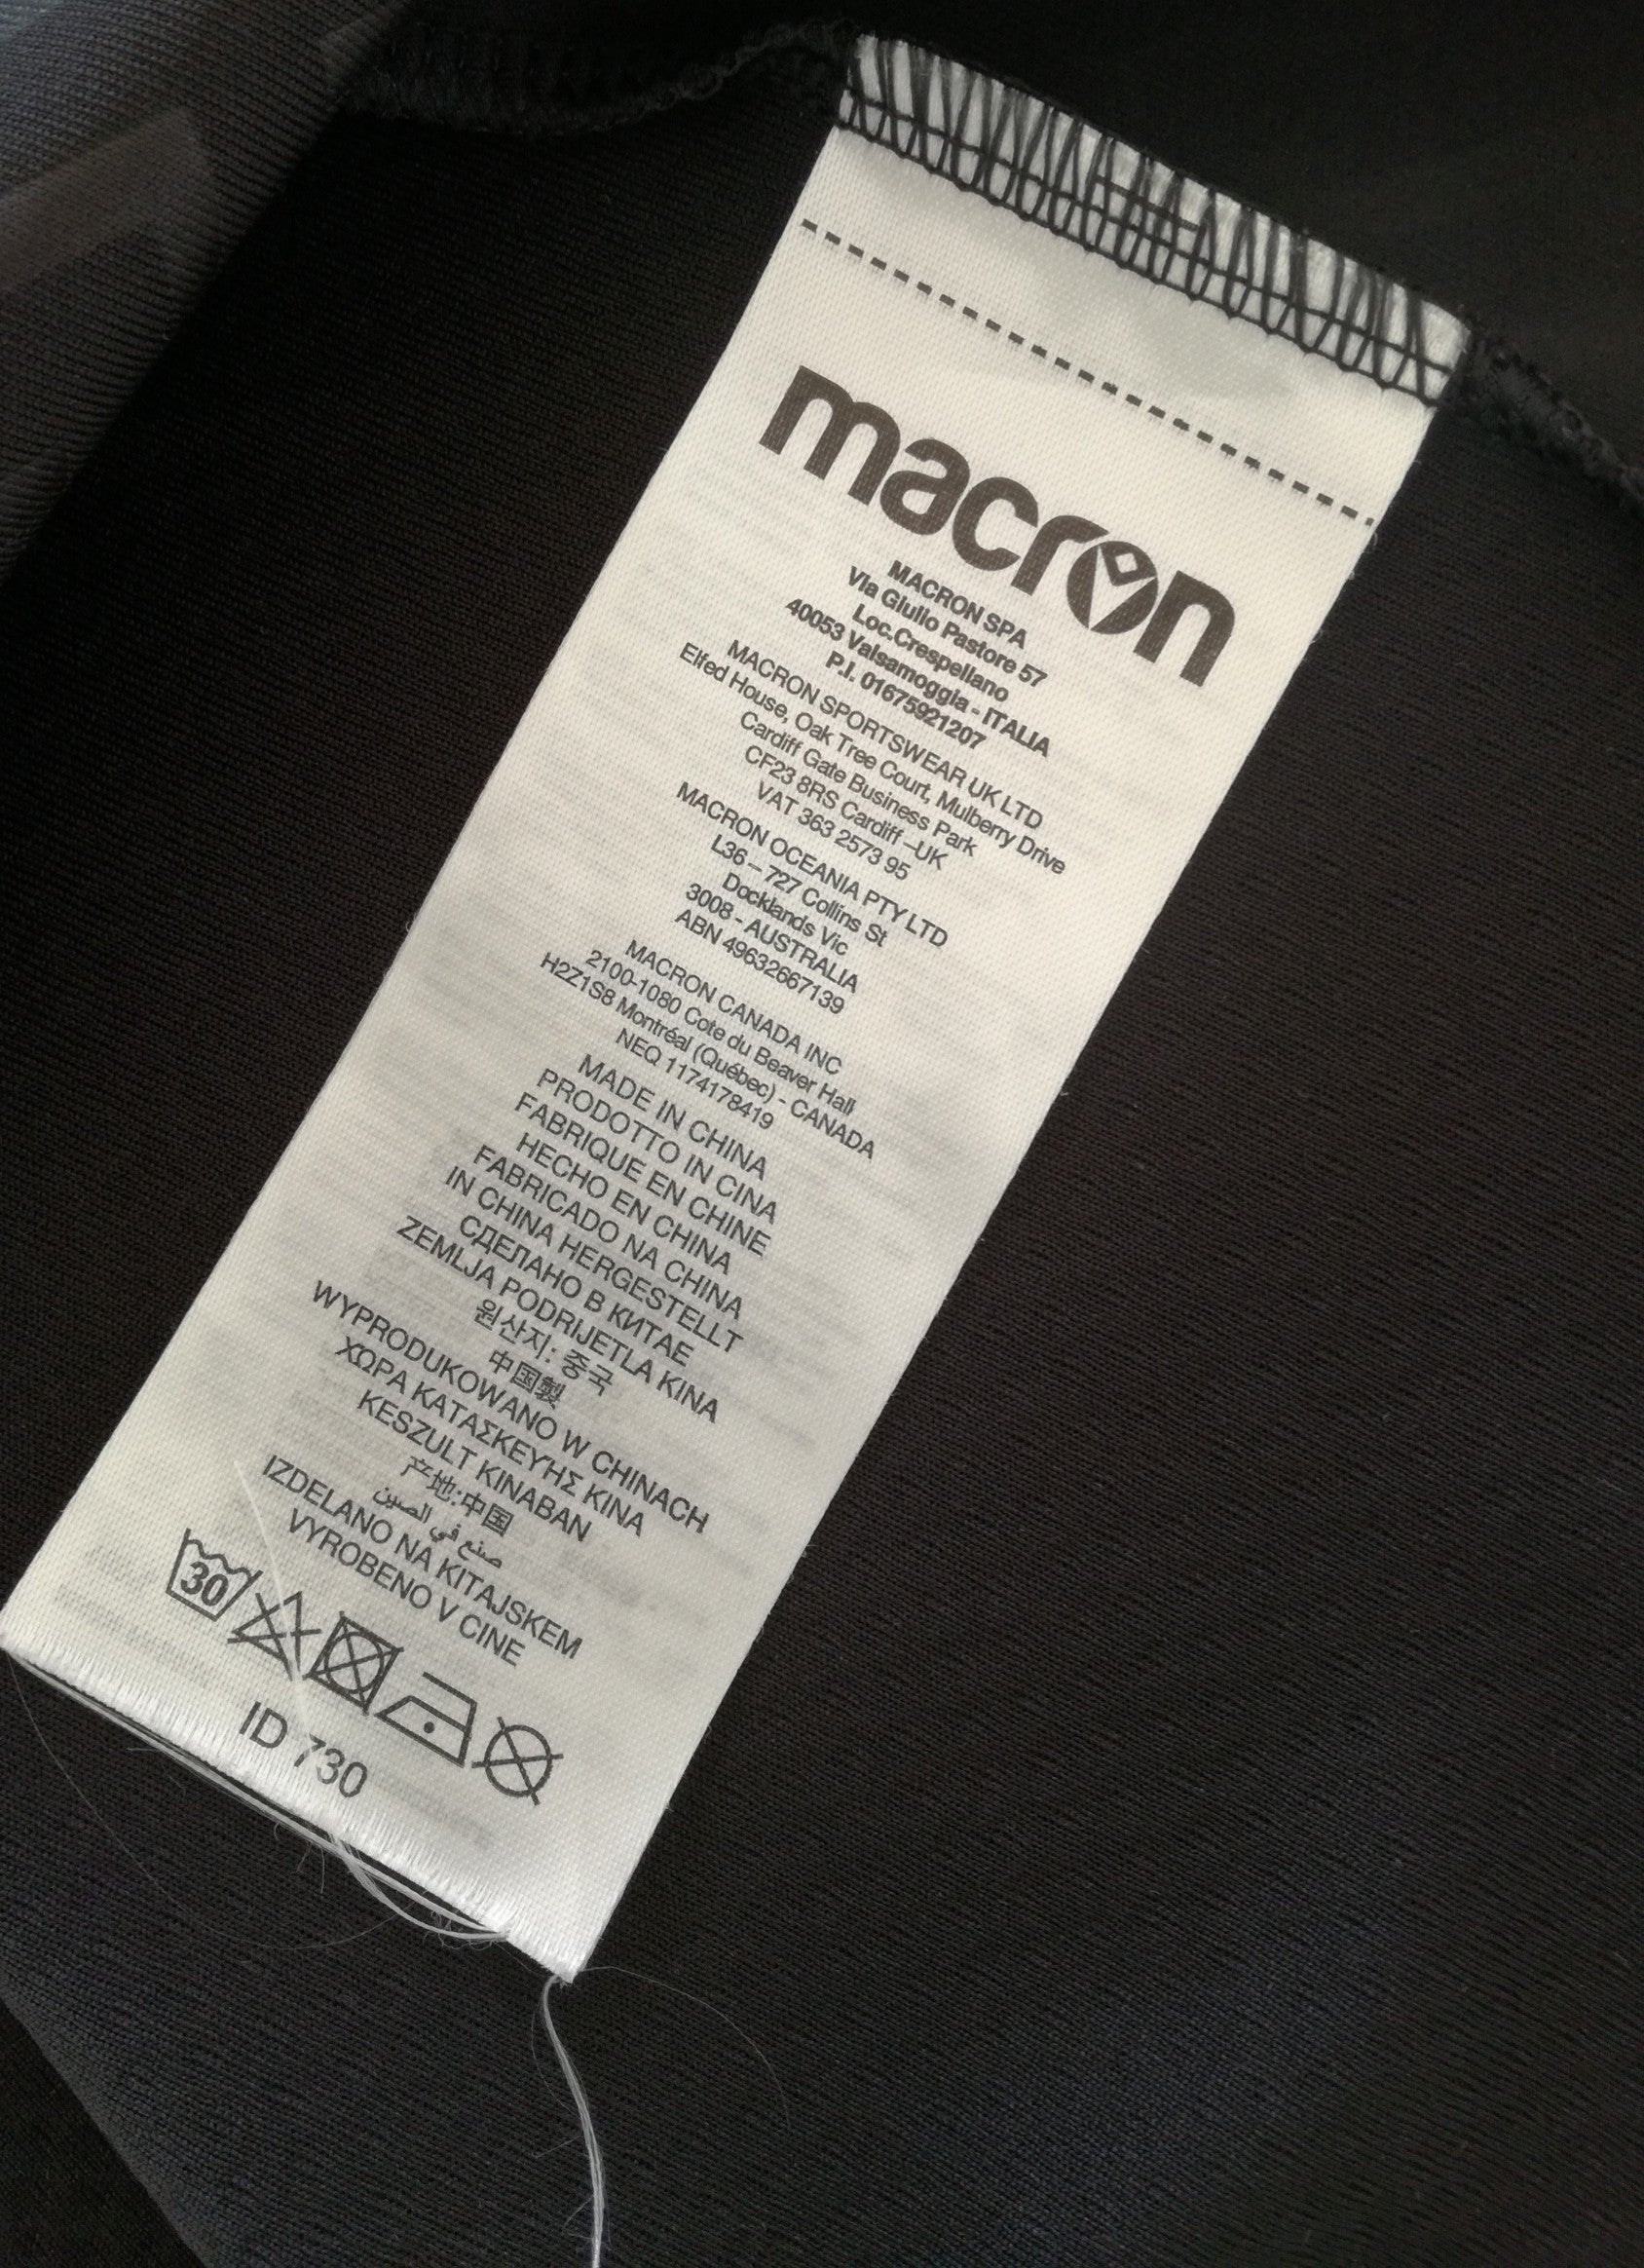 macron
MACRON SPA
Via Giulio Pastore 57
Loc.Crespellano
40053 Valsamoggia - ITALIA
P.I. 01675921207
MACRON SPORTSWEAR UK LTD
Elfed House, Oak Tree Court, Mulberry Drive
Cardiff Gate Business Park
CF23 8RS Cardiff –UK
VAT 363 2573 95
MACRON OCEANIA PTY LTD
L36 – 727 Collins St
Docklands Vic
3008 - AUSTRALIA
ABN 49632667139
MACRON CANADA INC
2100-1080 Cote du Beaver Hall
H2Z1S8 Montréal (Québec) - CANADA
NEQ 1174178419
MADE IN CHINA
PRODOTTO IN CINA
FABRIQUE EN CHINE
HECHO EN CHINA
FABRICADO NA CHINA
IN CHINA HERGESTELLT
СДЕЛАНО В КИТАЕ
ZEMLJA PODRIJETLA KINA
원산지: 중국
中国製
WYPRODUKOWANO W CHINACH
ΧΩΡΑ ΚΑΤΑΣΚΕΥΉΣ ΚΙΝΑ
KESZULT KINABAN
产地:中国
صنع في الصين
IZDELANO NA KITAJSKEM
VYROBENO V CINE
30
ID 730